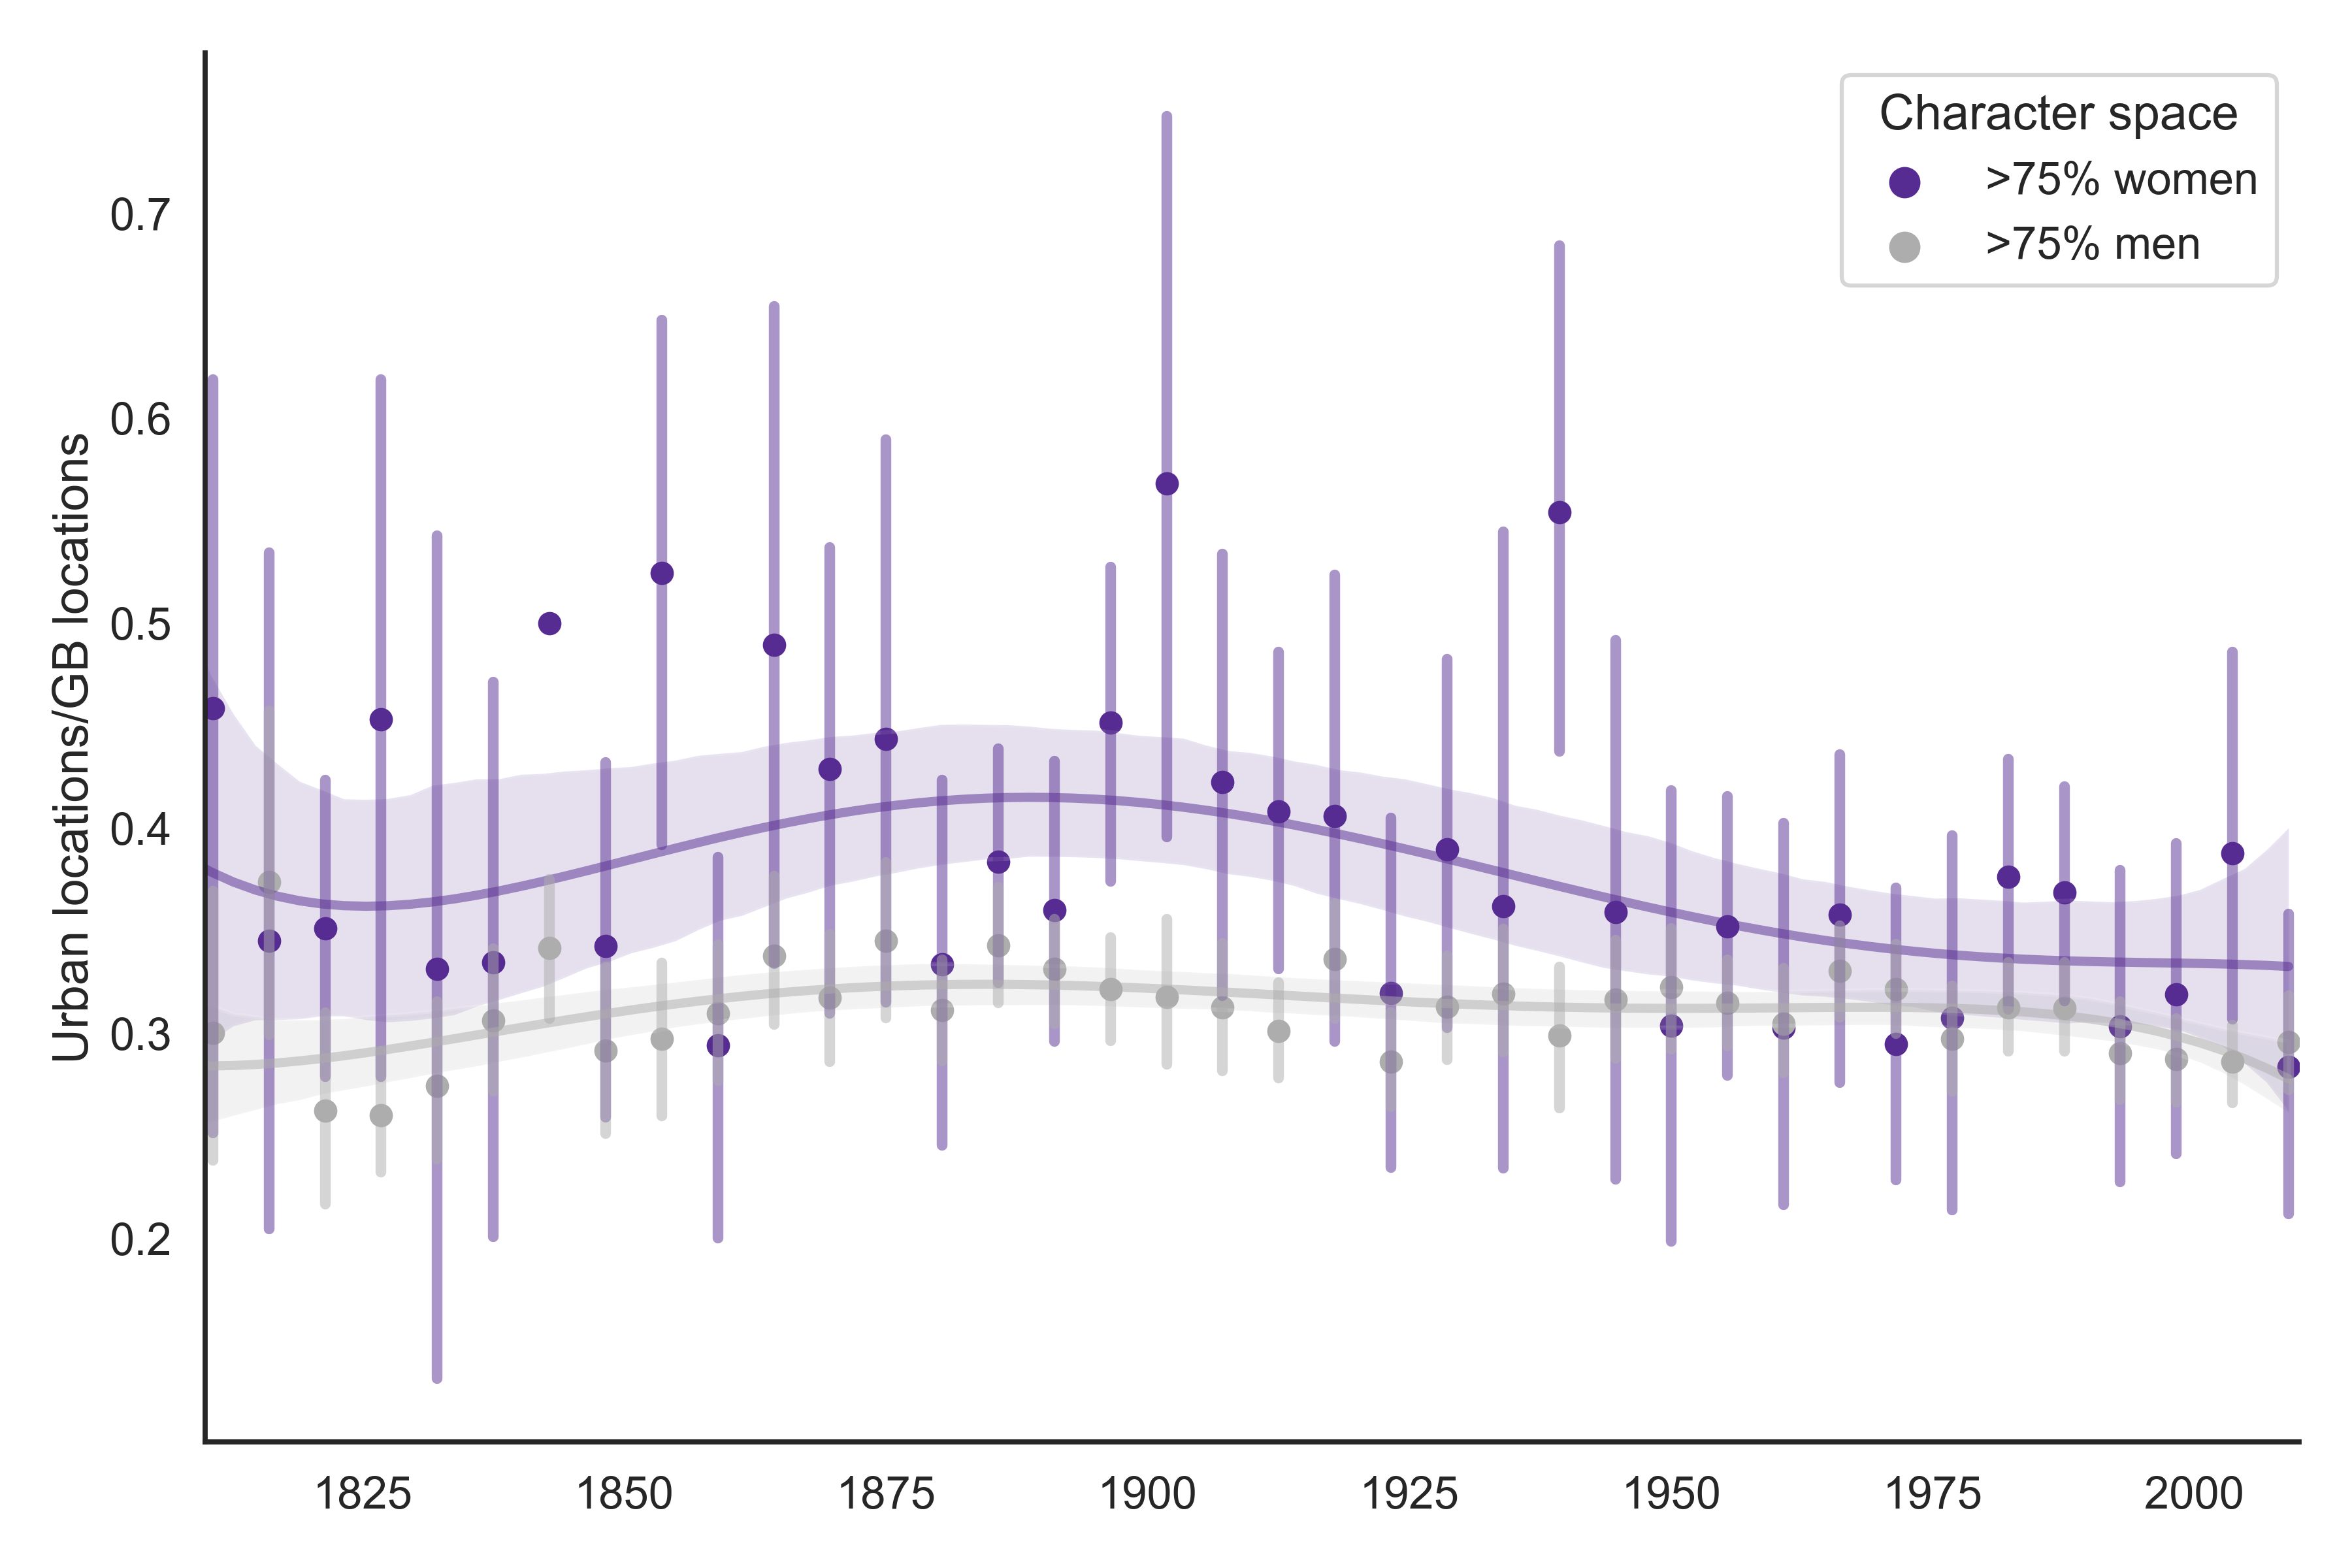 Character space
>75% women
>75% men
Urban locations/GB locations
0.7
0.6
0.5
0.4
0.3
0.2
1825 1850 1875 1900 1925 1950 1975 2000